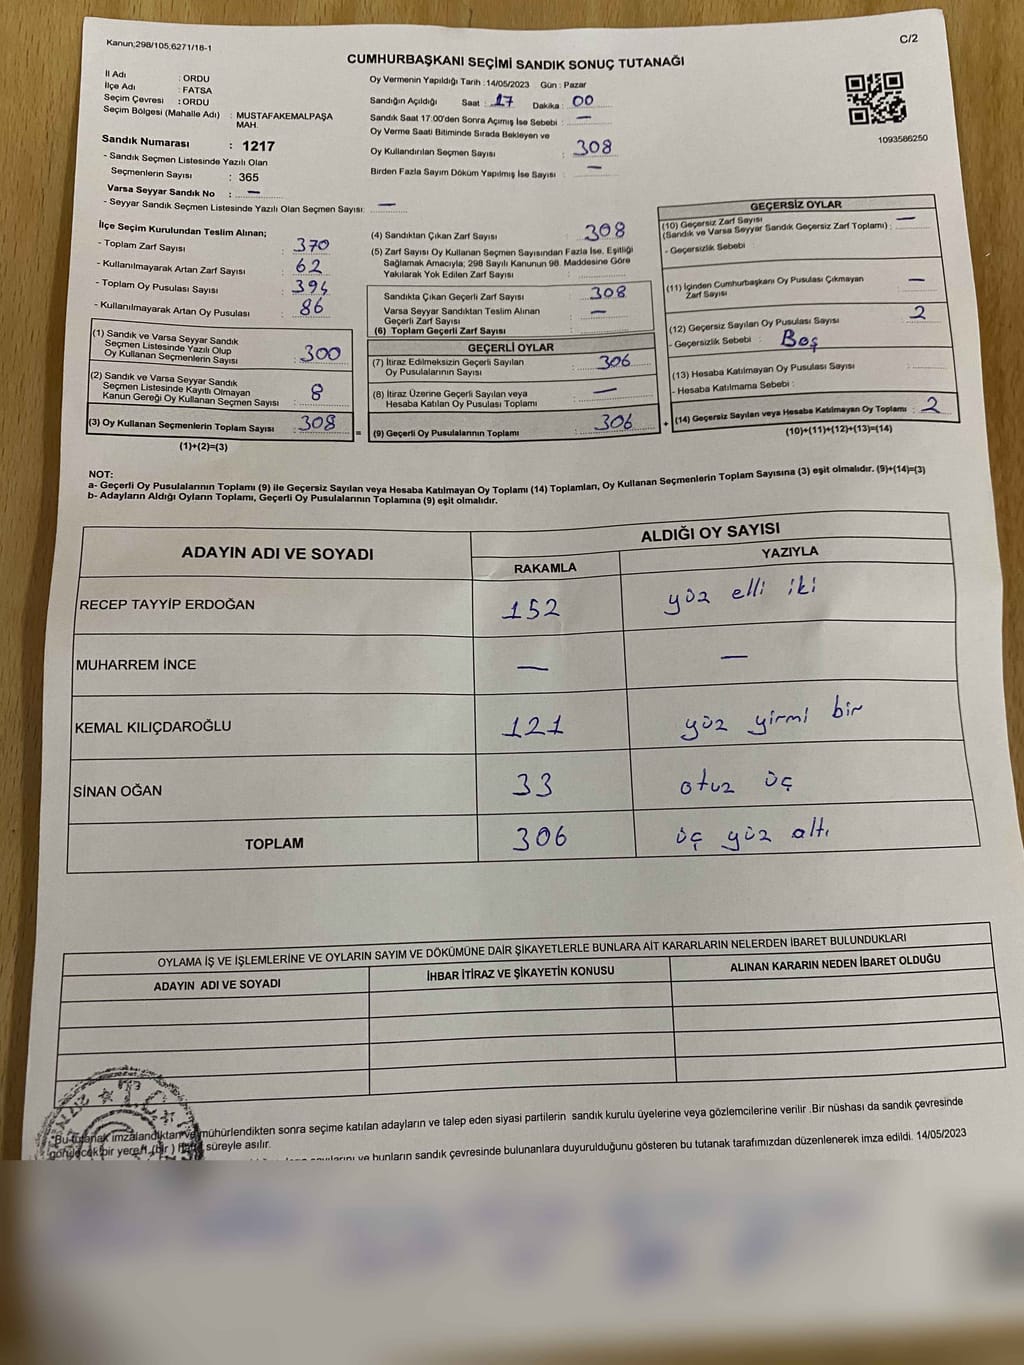 Kanun;298/105,6271/18-1
C/2
CUMHURBAŞKANI SEÇİMİ SANDIK SONUÇ TUTANAĞI
İl Adı : ORDU
İlçe Adı : FATSA
Seçim Çevresi : ORDU
Seçim Bölgesi (Mahalle Adı) : MUSTAFAKEMALPAŞA MAH.
Sandık Numarası : 1217
- Sandık Seçmen Listesinde Yazılı Olan
Seçmenlerin Sayısı : 365
Varsa Seyyar Sandık No : —
- Seyyar Sandık Seçmen Listesinde Yazılı Olan Seçmen Sayısı: —
Oy Vermenin Yapıldığı Tarih :14/05/2023 Gün : Pazar
Sandığın Açıldığı Saat : 17 Dakika : 00
Sandık Saat 17:00'den Sonra Açımış İse Sebebi : —
Oy Verme Saati Bitiminde Sırada Bekleyen ve
Oy Kullandırılan Seçmen Sayısı : 308
Birden Fazla Sayım Döküm Yapılmış İse Sayısı : —
1093586250
İlçe Seçim Kurulundan Teslim Alınan;
- Toplam Zarf Sayısı : 370
- Kullanılmayarak Artan Zarf Sayısı : 62
- Toplam Oy Pusulası Sayısı : 394
- Kullanılmayarak Artan Oy Pusulası : 86
(1) Sandık ve Varsa Seyyar Sandık
Seçmen Listesinde Yazılı Olup
Oy Kullanan Seçmenlerin Sayısı : 300
(2) Sandık ve Varsa Seyyar Sandık
Seçmen Listesinde Kayıtlı Olmayan
Kanun Gereği Oy Kullanan Seçmen Sayısı : 8
(3) Oy Kullanan Seçmenlerin Toplam Sayısı : 308
(1)+(2)=(3)
(4) Sandıktan Çıkan Zarf Sayısı : 308
(5) Zarf Sayısı Oy Kullanan Seçmen Sayısından Fazla İse, Eşitliği
Sağlamak Amacıyla; 298 Sayılı Kanunun 98. Maddesine Göre
Yakılarak Yok Edilen Zarf Sayısı :
Sandıkta Çıkan Geçerli Zarf Sayısı : 308
Varsa Seyyar Sandıktan Teslim Alınan
Geçerli Zarf Sayısı : —
(6) Toplam Geçerli Zarf Sayısı :
GEÇERLİ OYLAR
(7) İtiraz Edilmeksizin Geçerli Sayılan
Oy Pusulalarının Sayısı : 306
(8) İtiraz Üzerine Geçerli Sayılan veya
Hesaba Katılan Oy Pusulası Toplamı : —
= (9) Geçerli Oy Pusulalarının Toplamı : 306 +
GEÇERSİZ OYLAR
(10) Geçersiz Zarf Sayısı
(Sandık ve Varsa Seyyar Sandık Geçersiz Zarf Toplamı) : —
- Geçersizlik Sebebi
(11) İçinden Cumhurbaşkanı Oy Pusulası Çıkmayan
Zarf Sayısı : —
(12) Geçersiz Sayılan Oy Pusulası Sayısı : 2
- Geçersizlik Sebebi : Boş
(13) Hesaba Katılmayan Oy Pusulası Sayısı :
- Hesaba Katılmama Sebebi :
(14) Geçersiz Sayılan veya Hesaba Katılmayan Oy Toplamı : 2
(10)+(11)+(12)+(13)=(14)
NOT:
a- Geçerli Oy Pusulalarının Toplamı (9) ile Geçersiz Sayılan veya Hesaba Katılmayan Oy Toplamı (14) Toplamları, Oy Kullanan Seçmenlerin Toplam Sayısına (3) eşit olmalıdır. (9)+(14)=(3)
b- Adayların Aldığı Oyların Toplamı, Geçerli Oy Pusulalarının Toplamına (9) eşit olmalıdır.
ADAYIN ADI VE SOYADI
ALDIĞI OY SAYISI
RAKAMLA YAZIYLA
RECEP TAYYİP ERDOĞAN 152 yüz elli iki
MUHARREM İNCE — —
KEMAL KILIÇDAROĞLU 121 yüz yirmi bir
SİNAN OĞAN 33 otuz üç
TOPLAM 306 üç yüz altı
OYLAMA İŞ VE İŞLEMLERİNE VE OYLARIN SAYIM VE DÖKÜMÜNE DAİR ŞİKAYETLERLE BUNLARA AİT KARARLARIN NELERDEN İBARET BULUNDUKLARI
ADAYIN ADI VE SOYADI İHBAR İTİRAZ VE ŞİKAYETİN KONUSU ALINAN KARARIN NEDEN İBARET OLDUĞU
T.C.
"Bu tutanak imzalandıktan ve mühürlendikten sonra seçime katılan adayların ve talep eden siyasi partilerin sandık kurulu üyelerine veya gözlemcilerine verilir .Bir nüshası da sandık çevresinde
görülecek bir yere 1 (bir ) hafta süreyle asılır.
ve bunların sandık çevresinde bulunanlara duyurulduğunu gösteren bu tutanak tarafımızdan düzenlenerek imza edildi. 14/05/2023